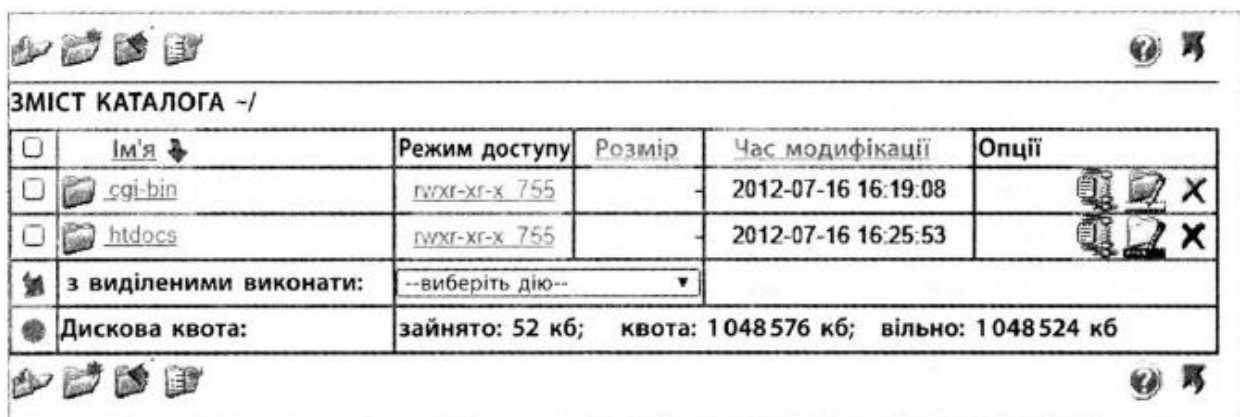 ЗМІСТ КАТАЛОГА ~/
Ім'я Режим доступу Розмір Час модифікації Опції
cgi-bin rwxr-xr-x 755 - 2012-07-16 16:19:08
htdocs rwxr-xr-x 755 - 2012-07-16 16:25:53
з виділеними виконати: --виберіть дію--
Дискова квота: зайнято: 52 кб; квота: 1 048 576 кб; вільно: 1 048 524 кб